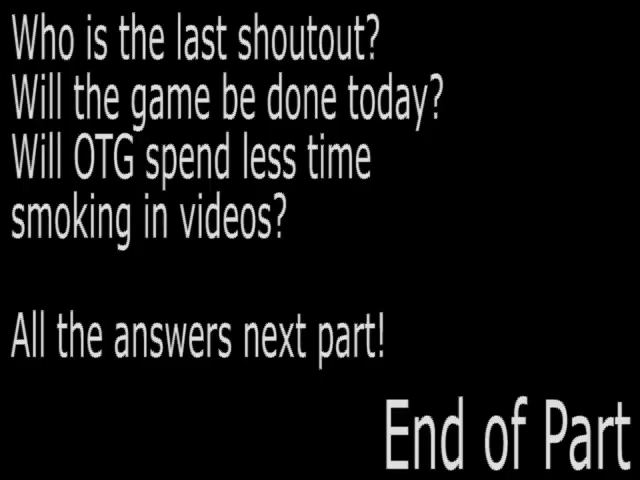 Who is the last shoutout?
Will the game be done today?
Will OTG spend less time
smoking in videos?
All the answers next part!
End of Part